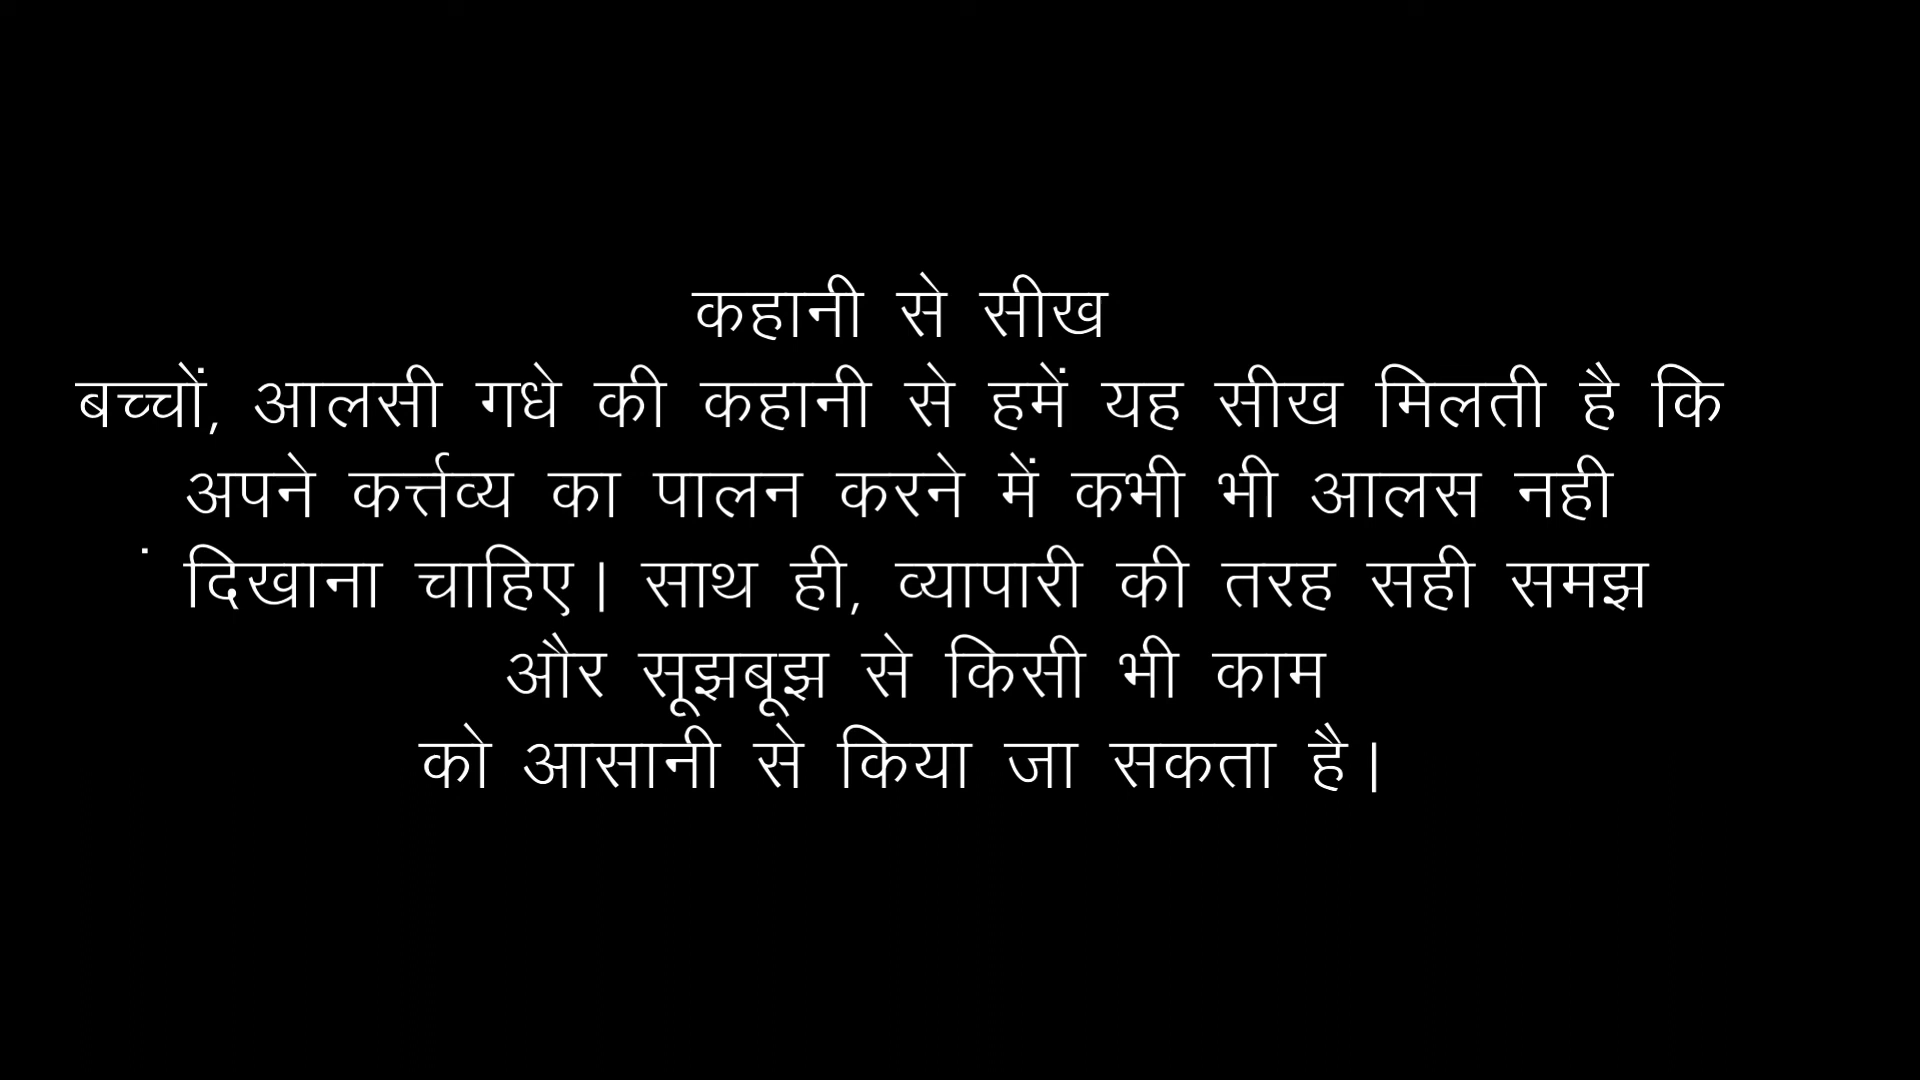 कहानी से सीख
बच्चों, आलसी गधे की कहानी से हमें यह सीख मिलती है कि
अपने कर्त्तव्य का पालन करने में कभी भी आलस नही
ं दिखाना चाहिए। साथ ही, व्यापारी की तरह सही समझ
और सूझबूझ से किसी भी काम
को आसानी से किया जा सकता है।